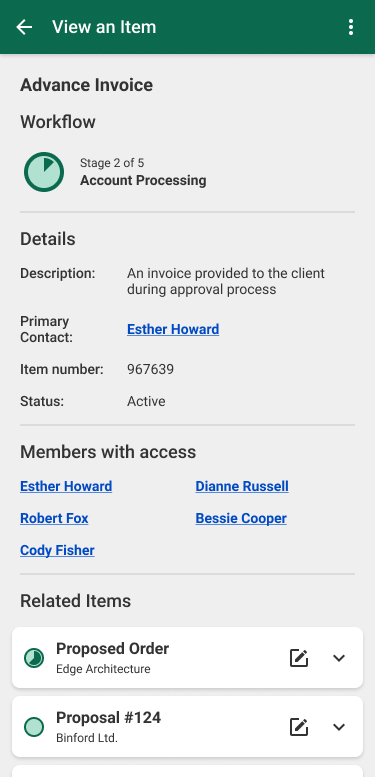 View an Item
Advance Invoice
Workflow
Stage 2 of 5
Account Processing
Details
Description: An invoice provided to the client
during approval process
Primary
Contact: Esther Howard
Item number: 967639
Status: Active
Members with access
Esther Howard Dianne Russell
Robert Fox Bessie Cooper
Cody Fisher
Related Items
Proposed Order
Edge Architecture
Proposal #124
Binford Ltd.